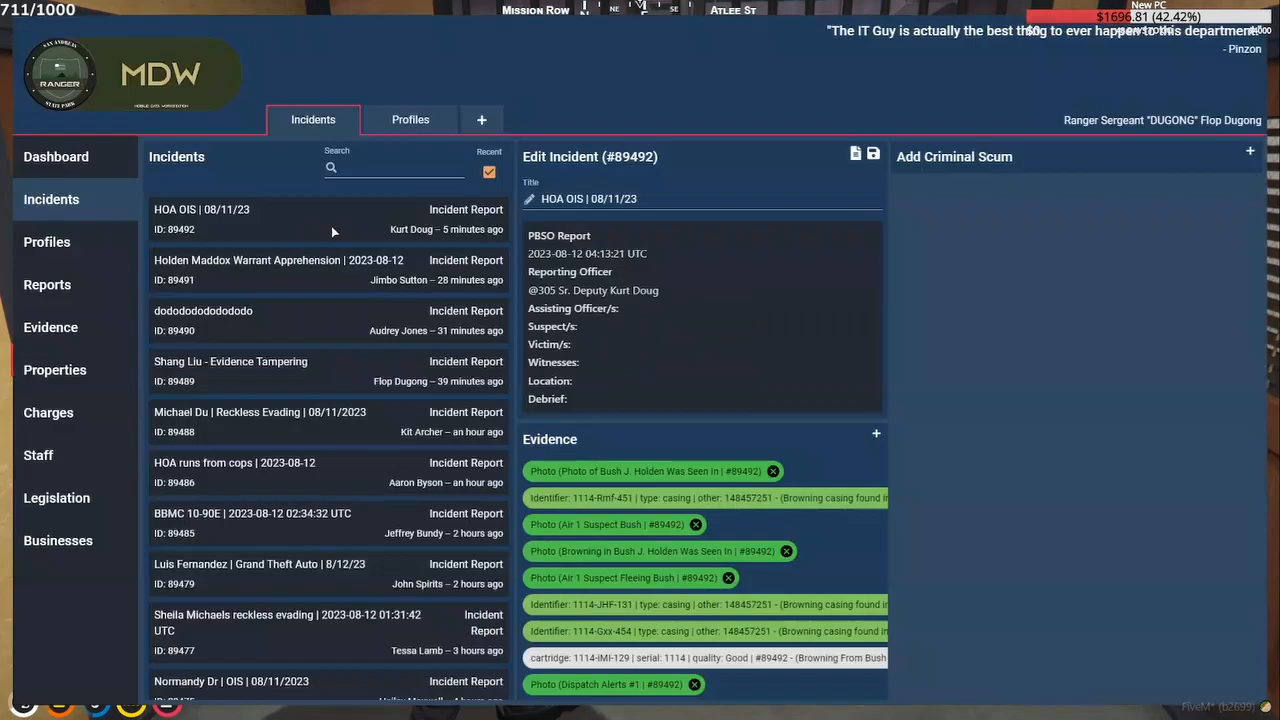 711/1000
MISSION ROW
NE
SE
ATLEE ST
New PC
$1696.81 (42.42%)
"The IT Guy is actually the best thing to ever happen to this department."
- Pinzon
SAN ANDREAS
RANGER
STATE PARK
MDW
MOBILE DATA WORKSTATION
Incidents
Profiles
+
Ranger Sergeant "DUGONG" Flop Dugong
Dashboard
Incidents
Profiles
Reports
Evidence
Properties
Charges
Staff
Legislation
Businesses
Incidents
Search
Recent
HOA OIS | 08/11/23
Incident Report
ID: 89492
Kurt Doug – 5 minutes ago
Holden Maddox Warrant Apprehension | 2023-08-12
Incident Report
ID: 89491
Jimbo Sutton – 28 minutes ago
dodododododododo
Incident Report
ID: 89490
Audrey Jones – 31 minutes ago
Shang Liu - Evidence Tampering
Incident Report
ID: 89489
Flop Dugong – 39 minutes ago
Michael Du | Reckless Evading | 08/11/2023
Incident Report
ID: 89488
Kit Archer – an hour ago
HOA runs from cops | 2023-08-12
Incident Report
ID: 89486
Aaron Byson – an hour ago
BBMC 10-90E | 2023-08-12 02:34:32 UTC
Incident Report
ID: 89485
Jeffrey Bundy – 2 hours ago
Luis Fernandez | Grand Theft Auto | 8/12/23
Incident Report
ID: 89479
John Spirits – 2 hours ago
Sheila Michaels reckless evading | 2023-08-12 01:31:42
UTC
Incident
Report
ID: 89477
Tessa Lamb – 3 hours ago
Normandy Dr | OIS | 08/11/2023
Incident Report
Edit Incident (#89492)
Title
HOA OIS | 08/11/23
PBSO Report
2023-08-12 04:13:21 UTC
Reporting Officer
@305 Sr. Deputy Kurt Doug
Assisting Officer/s:
Suspect/s:
Victim/s:
Witnesses:
Location:
Debrief:
Evidence
+
Photo (Photo of Bush J. Holden Was Seen In | #89492)
Identifier: 1114-Rmf-451 | type: casing | other: 148457251 - (Browning casing found in
Photo (Air 1 Suspect Bush | #89492)
Photo (Browning in Bush J. Holden Was Seen In | #89492)
Photo (Air 1 Suspect Fleeing Bush | #89492)
Identifier: 1114-JHF-131 | type: casing | other: 148457251 - (Browning casing found in
Identifier: 1114-Gxx-454 | type: casing | other: 148457251 - (Browning casing found in
cartridge: 1114-iMI-129 | serial: 1114 | quality: Good | #89492 - (Browning From Bush
Photo (Dispatch Alerts #1 | #89492)
Add Criminal Scum
+
FiveM* (b2699)